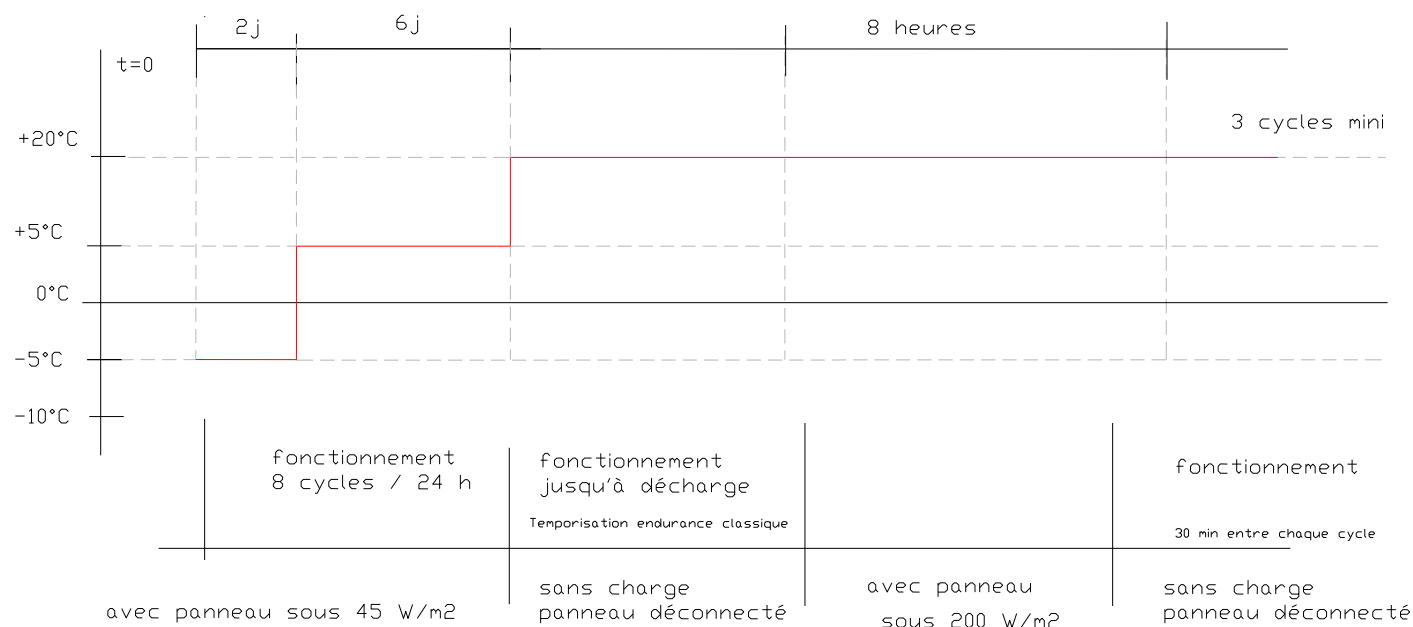 2j
6j
8 heures
t=0
3 cycles mini
+20°C
+5°C
0°C
-5°C
-10°C
fonctionnement
8 cycles / 24 h
fonctionnement
jusqu'à décharge
Temporisation endurance classique
fonctionnement
30 min entre chaque cycle
avec panneau sous 45 W/m2
sans charge
panneau déconnecté
avec panneau
sous 200 W/m2
sans charge
panneau déconnecté